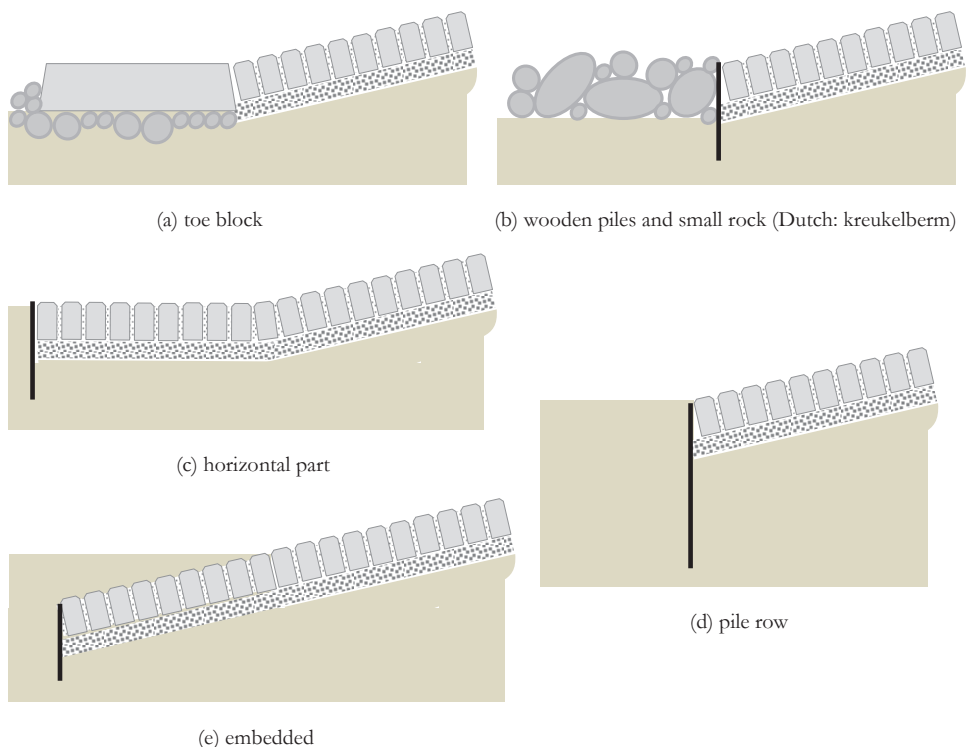 (a) toe block
(b) wooden piles and small rock (Dutch: kreukelberm)
(c) horizontal part
(d) pile row
(e) embedded